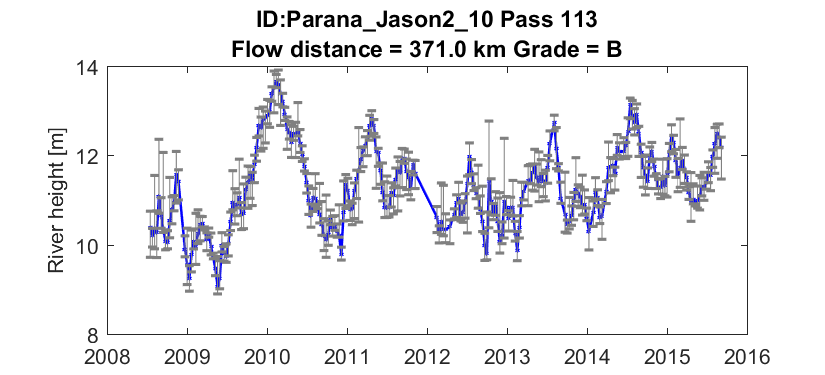 ID:Parana_Jason2_10 Pass 113
Flow distance = 371.0 km Grade = B
River height [m]
14
12
10
8
2008 2009 2010 2011 2012 2013 2014 2015 2016